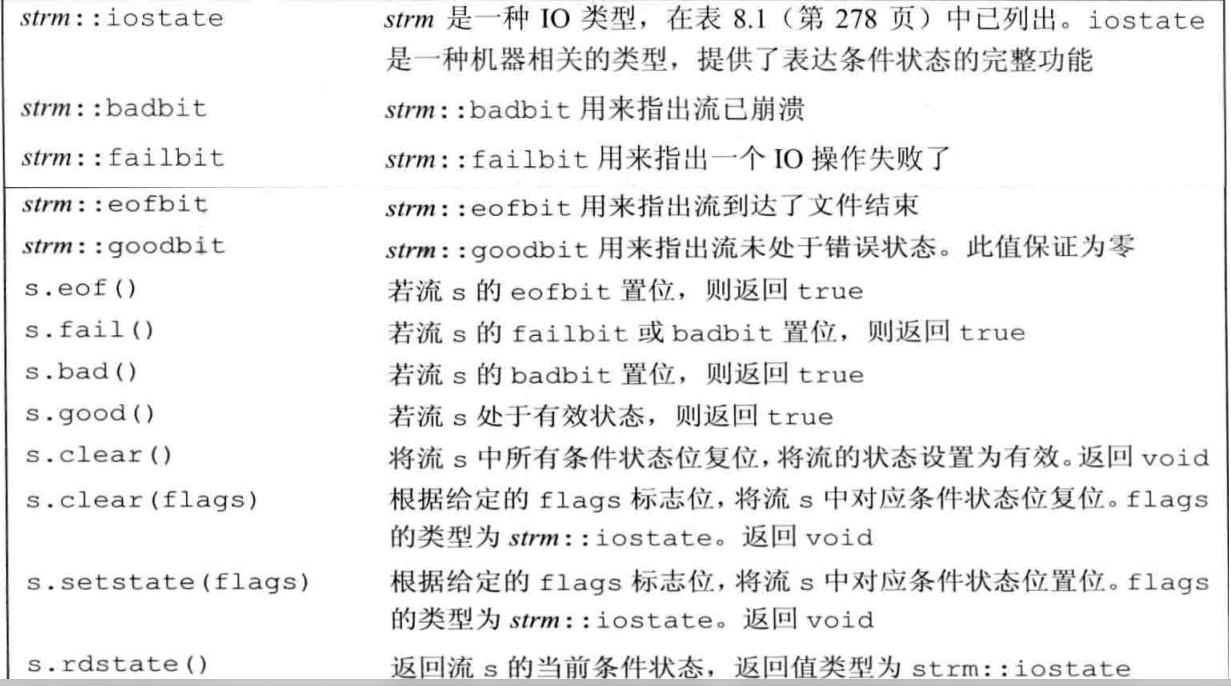 strm::iostate strm 是一种 IO 类型，在表 8.1（第 278 页）中已列出。iostate
是一种机器相关的类型，提供了表达条件状态的完整功能
strm::badbit strm::badbit 用来指出流已崩溃
strm::failbit strm::failbit 用来指出一个 IO 操作失败了
strm::eofbit strm::eofbit 用来指出流到达了文件结束
strm::goodbit strm::goodbit 用来指出流未处于错误状态。此值保证为零
s.eof() 若流 s 的 eofbit 置位，则返回 true
s.fail() 若流 s 的 failbit 或 badbit 置位，则返回 true
s.bad() 若流 s 的 badbit 置位，则返回 true
s.good() 若流 s 处于有效状态，则返回 true
s.clear() 将流 s 中所有条件状态位复位，将流的状态设置为有效。返回 void
s.clear(flags) 根据给定的 flags 标志位，将流 s 中对应条件状态位复位。flags
的类型为 strm::iostate。返回 void
s.setstate(flags) 根据给定的 flags 标志位，将流 s 中对应条件状态位置位。flags
的类型为 strm::iostate。返回 void
s.rdstate() 返回流 s 的当前条件状态，返回值类型为 strm::iostate